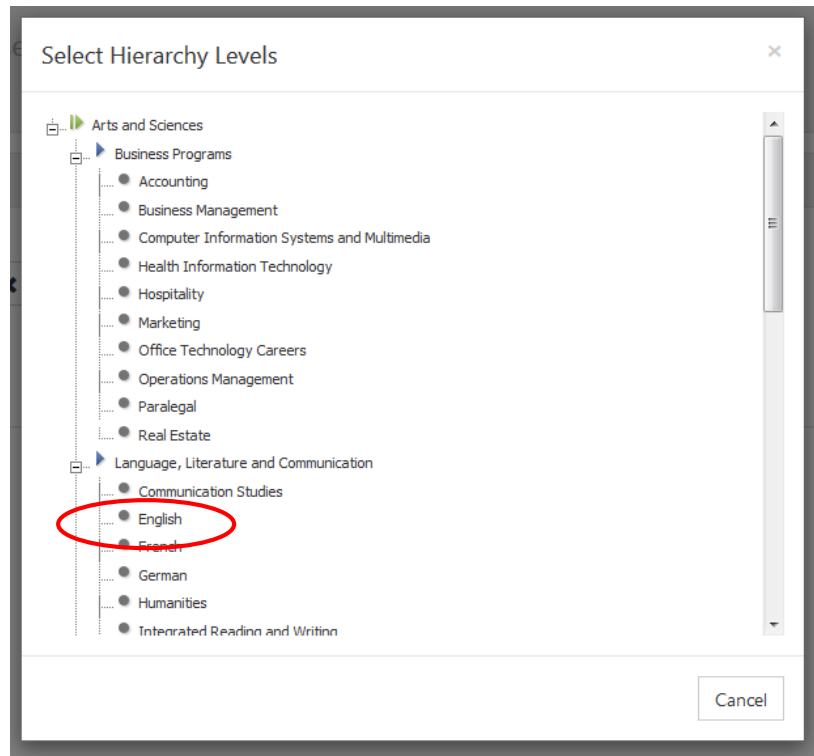 Select Hierarchy Levels ×
Arts and Sciences
Business Programs
Accounting
Business Management
Computer Information Systems and Multimedia
Health Information Technology
Hospitality
Marketing
Office Technology Careers
Operations Management
Paralegal
Real Estate
Language, Literature and Communication
Communication Studies
English
French
German
Humanities
Integrated Reading and Writing
Cancel